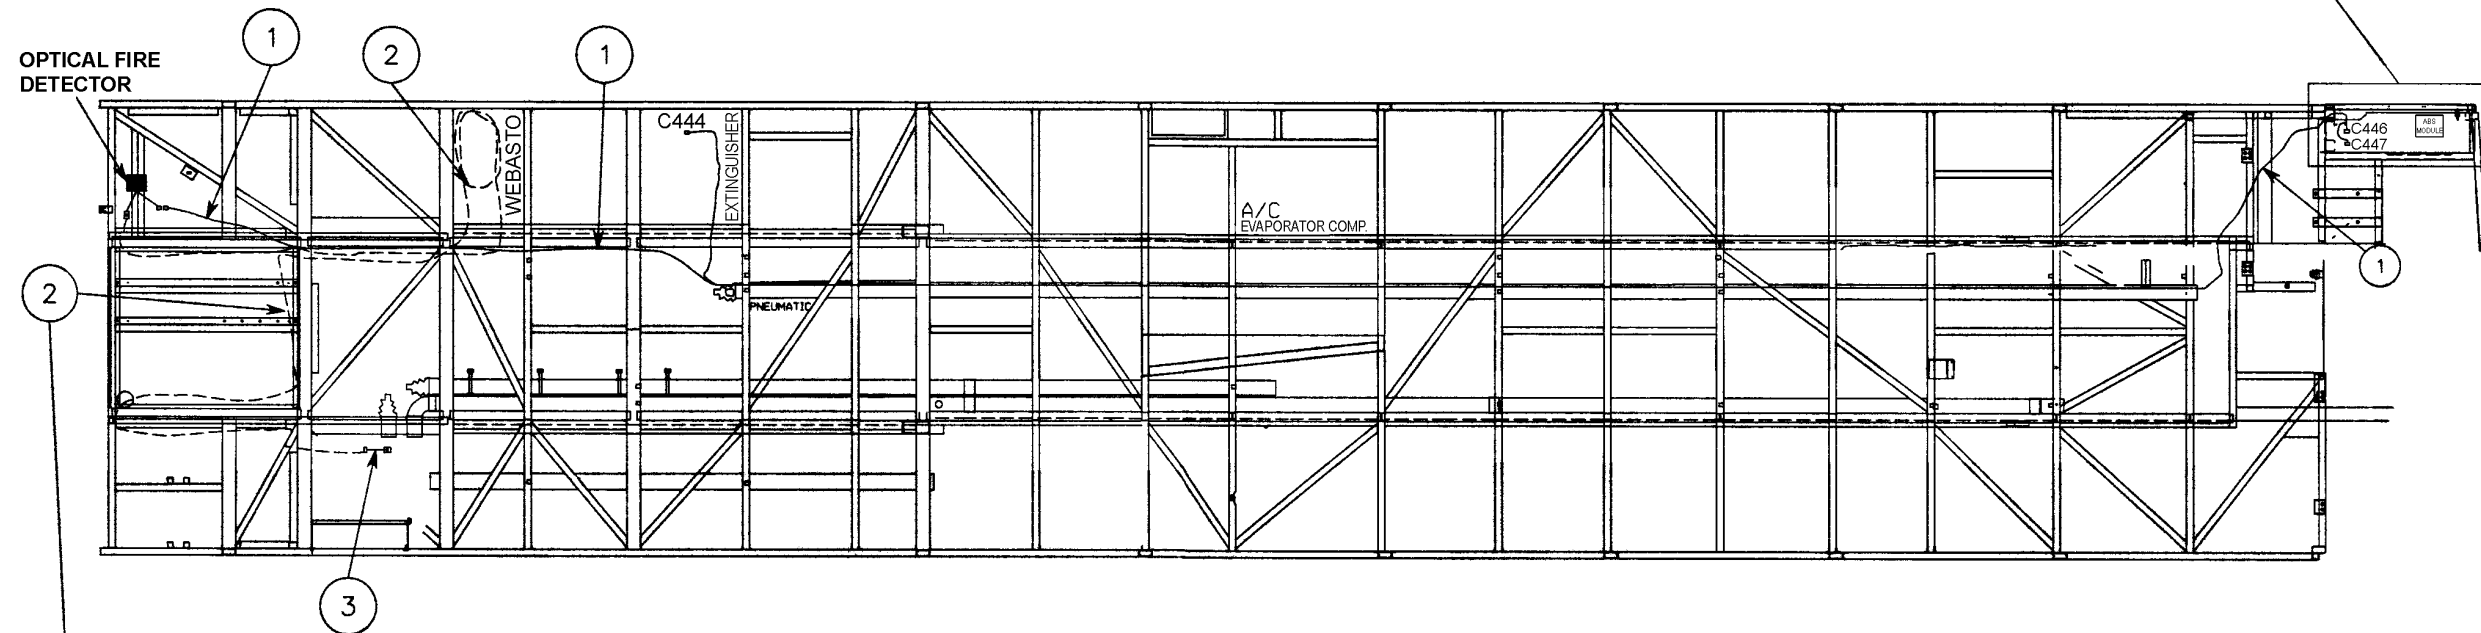 OPTICAL FIRE
DETECTOR
1
2
1
C444
WEBASTO
EXTINGUISHER
C446
C447
ABS
MODULE
A/C
EVAPORATOR COMP.
1
2
PNEUMATIC
3